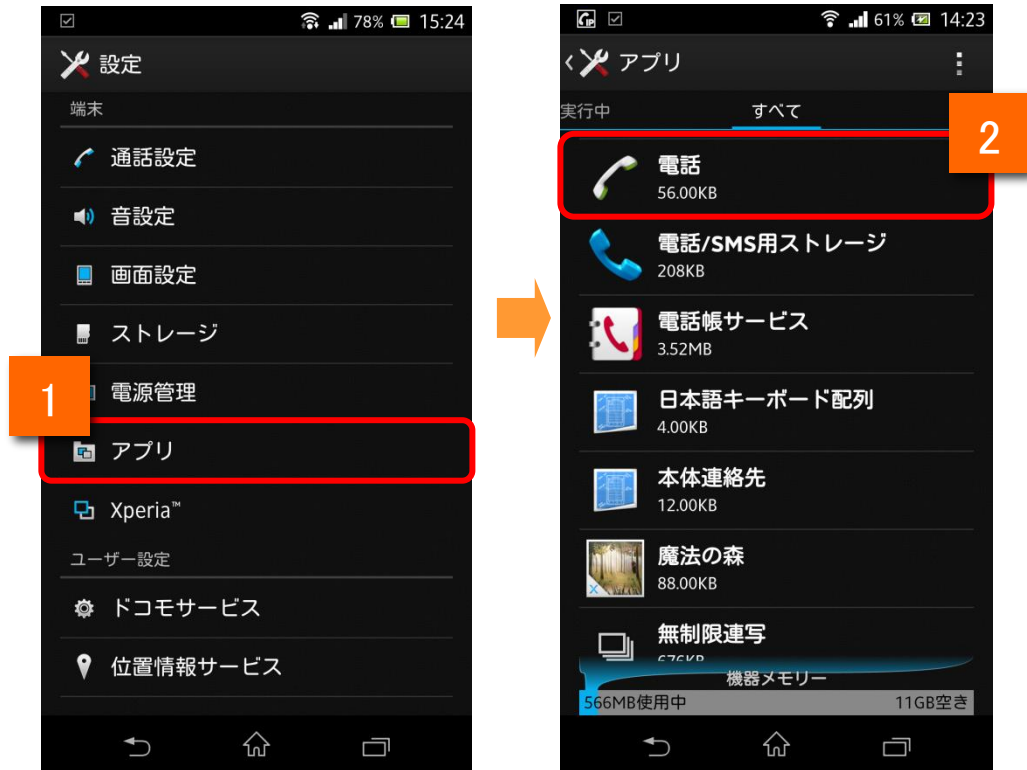 78% 15:24
設定
端末
通話設定
音設定
画面設定
ストレージ
1
電源管理
アプリ
Xperia™
ユーザー設定
ドコモサービス
位置情報サービス
61% 14:23
アプリ
実行中
すべて
2
電話
56.00KB
電話/SMS用ストレージ
208KB
電話帳サービス
3.52MB
日本語キーボード配列
4.00KB
本体連絡先
12.00KB
魔法の森
88.00KB
無制限連写
676KB
機器メモリー
566MB使用中
11GB空き